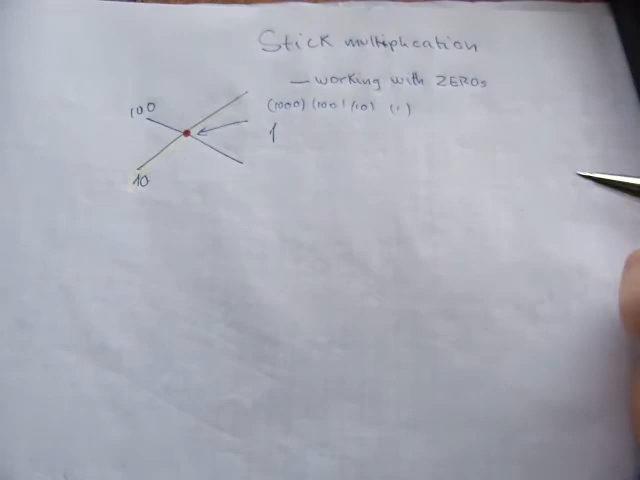 Stick multiplication
— working with ZEROs
(1000) (100) (10) (1)
100
1
10